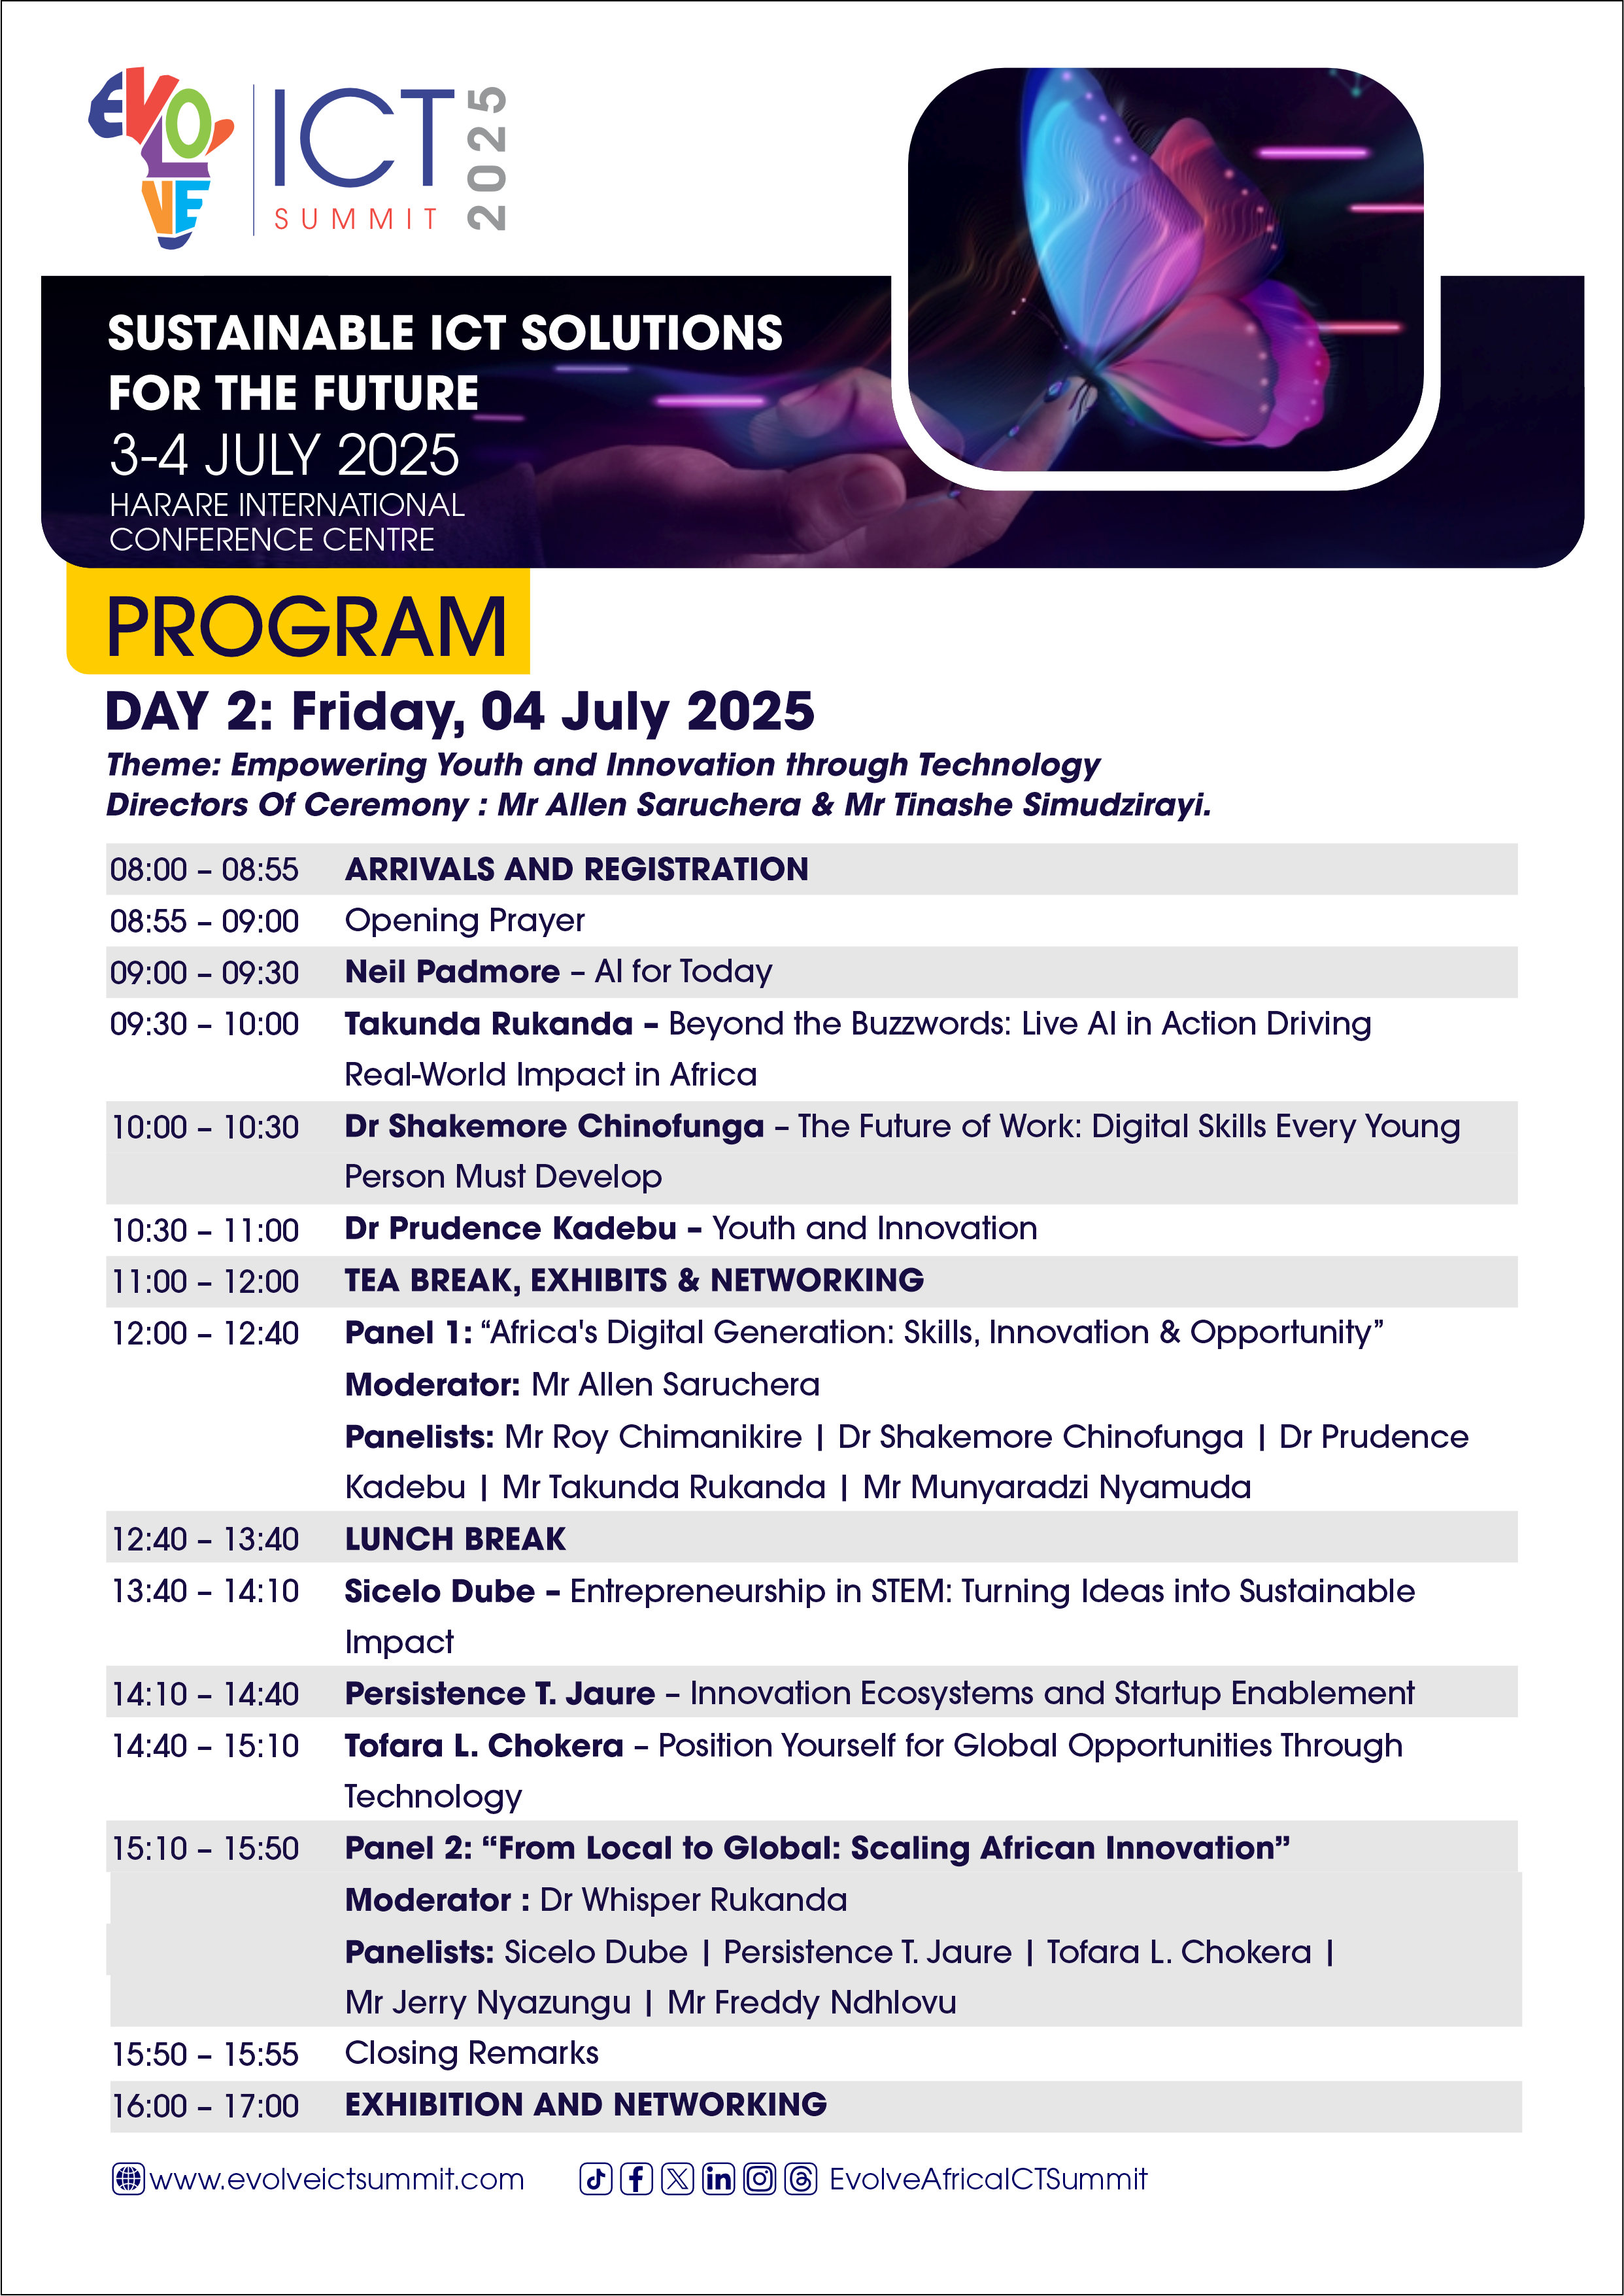 EVOLVE
ICT
SUMMIT
2025
SUSTAINABLE ICT SOLUTIONS
FOR THE FUTURE
3-4 JULY 2025
HARARE INTERNATIONAL
CONFERENCE CENTRE
PROGRAM
DAY 2: Friday, 04 July 2025
Theme: Empowering Youth and Innovation through Technology
Directors Of Ceremony : Mr Allen Saruchera & Mr Tinashe Simudzirayi.
08:00 – 08:55 ARRIVALS AND REGISTRATION
08:55 – 09:00 Opening Prayer
09:00 – 09:30 Neil Padmore – AI for Today
09:30 – 10:00 Takunda Rukanda – Beyond the Buzzwords: Live AI in Action Driving
Real-World Impact in Africa
10:00 – 10:30 Dr Shakemore Chinofunga – The Future of Work: Digital Skills Every Young
Person Must Develop
10:30 – 11:00 Dr Prudence Kadebu – Youth and Innovation
11:00 – 12:00 TEA BREAK, EXHIBITS & NETWORKING
12:00 – 12:40 Panel 1: “Africa's Digital Generation: Skills, Innovation & Opportunity”
Moderator: Mr Allen Saruchera
Panelists: Mr Roy Chimanikire | Dr Shakemore Chinofunga | Dr Prudence
Kadebu | Mr Takunda Rukanda | Mr Munyaradzi Nyamuda
12:40 – 13:40 LUNCH BREAK
13:40 – 14:10 Sicelo Dube – Entrepreneurship in STEM: Turning Ideas into Sustainable
Impact
14:10 – 14:40 Persistence T. Jaure – Innovation Ecosystems and Startup Enablement
14:40 – 15:10 Tofara L. Chokera – Position Yourself for Global Opportunities Through
Technology
15:10 – 15:50 Panel 2: “From Local to Global: Scaling African Innovation”
Moderator : Dr Whisper Rukanda
Panelists: Sicelo Dube | Persistence T. Jaure | Tofara L. Chokera |
Mr Jerry Nyazungu | Mr Freddy Ndhlovu
15:50 – 15:55 Closing Remarks
16:00 – 17:00 EXHIBITION AND NETWORKING
www.evolveictsummit.com EvolveAfricaICTSummit